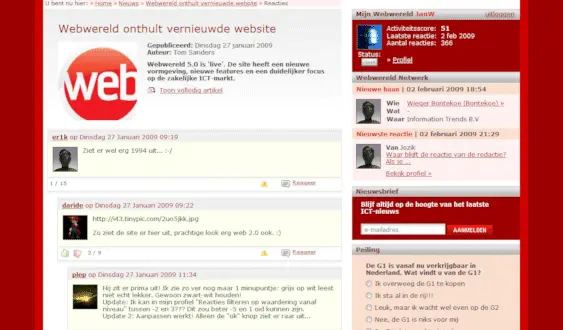 U bent nu hier: » Home » Nieuws » Webwereld onthult vernieuwde website » Reacties
Webwereld onthult vernieuwde website
web
Gepubliceerd: Dinsdag 27 januari 2009
Auteur: Tom Sanders
Webwereld 5.0 is 'live'. De site heeft een nieuwe
vormgeving, nieuwe features en een duidelijker focus
op de zakelijke ICT-markt.
Toon volledig artikel
er1k op Dinsdag 27 Januari 2009 09:19
Ziet er wel erg 1994 uit... :-/
1 / 15
Reageer
daride op Dinsdag 27 Januari 2009 09:22
http://i43.tinypic.com/2uo5jkk.jpg
Zo ziet de site er hier uit, prachtige look erg web 2.0 ook. :)
3 / 9
Reageer
plep op Dinsdag 27 Januari 2009 11:34
Hij zit er prima uit! Ik zie zo ver nog maar 1 minupuntje: grijs op wit leest
niet echt lekker. Gewoon zwart-wit houden!
Update: Ik kan in mijn profiel "Reacties filteren op waardering vanaf
niveau" tussen -2 en 37?? Dit zou beter -5 en 1 od kunnen zijn.
Update 2: Aanpassen werkt! Alleen de "ok" knop ziet er raar uit...
Mijn Webwereld JanW
uitloggen
Activiteitsscore: 51
Laatste reactie: 2 feb 2009
Aantal reacties: 366
Status:
» Profiel
Webwereld Netwerk
Nieuwe baan | 02 februari 2009 18:54
Wie Wieger Bontekoe (Bontekoe) »
Wat -
Waar Information Trends B.V
Nieuwste reactie | 02 februari 2009 21:29
Van Jozik
Waar blijft de reactie van de redactie?
Als je ...
Bekijk profiel »
Nieuwsbrief
Blijf altijd op de hoogte van het laatste
ICT-nieuws
e-mailadres
AANMELDEN
Peiling
De G1 is vanaf nu verkrijgbaar in
Nederland. Wat vindt u van de G1?
Ik overweeg de G1 te kopen
Ik sta al in de rij!!!
Leuk, maar ik wacht wel even op de G2
Nee, de G1 is niks voor mij